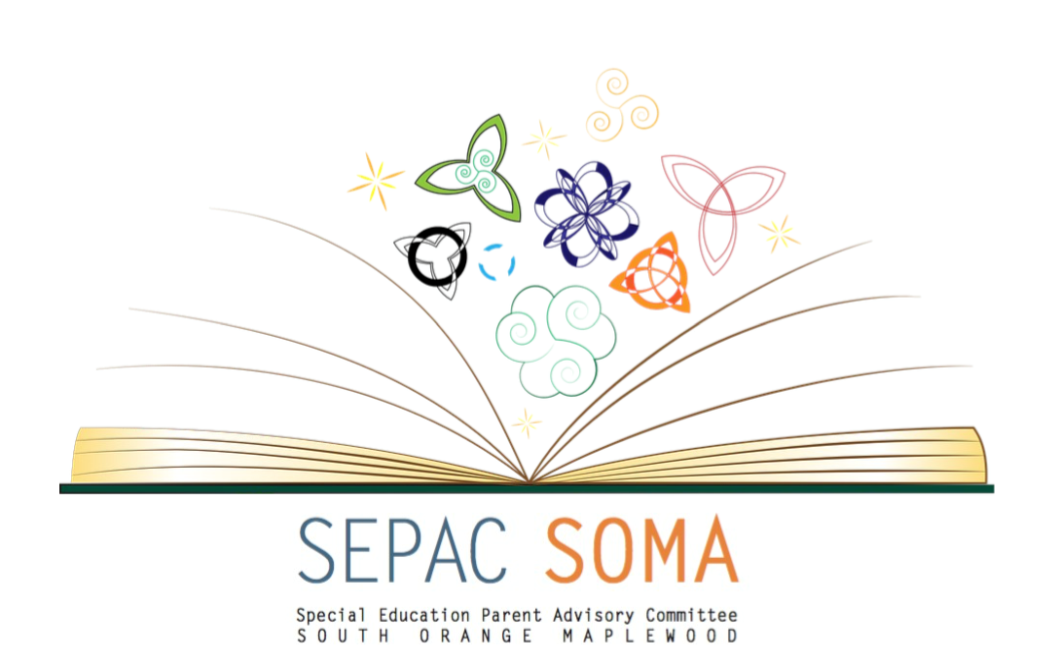 SEPAC SOMA
Special Education Parent Advisory Committee
SOUTH ORANGE MAPLEWOOD